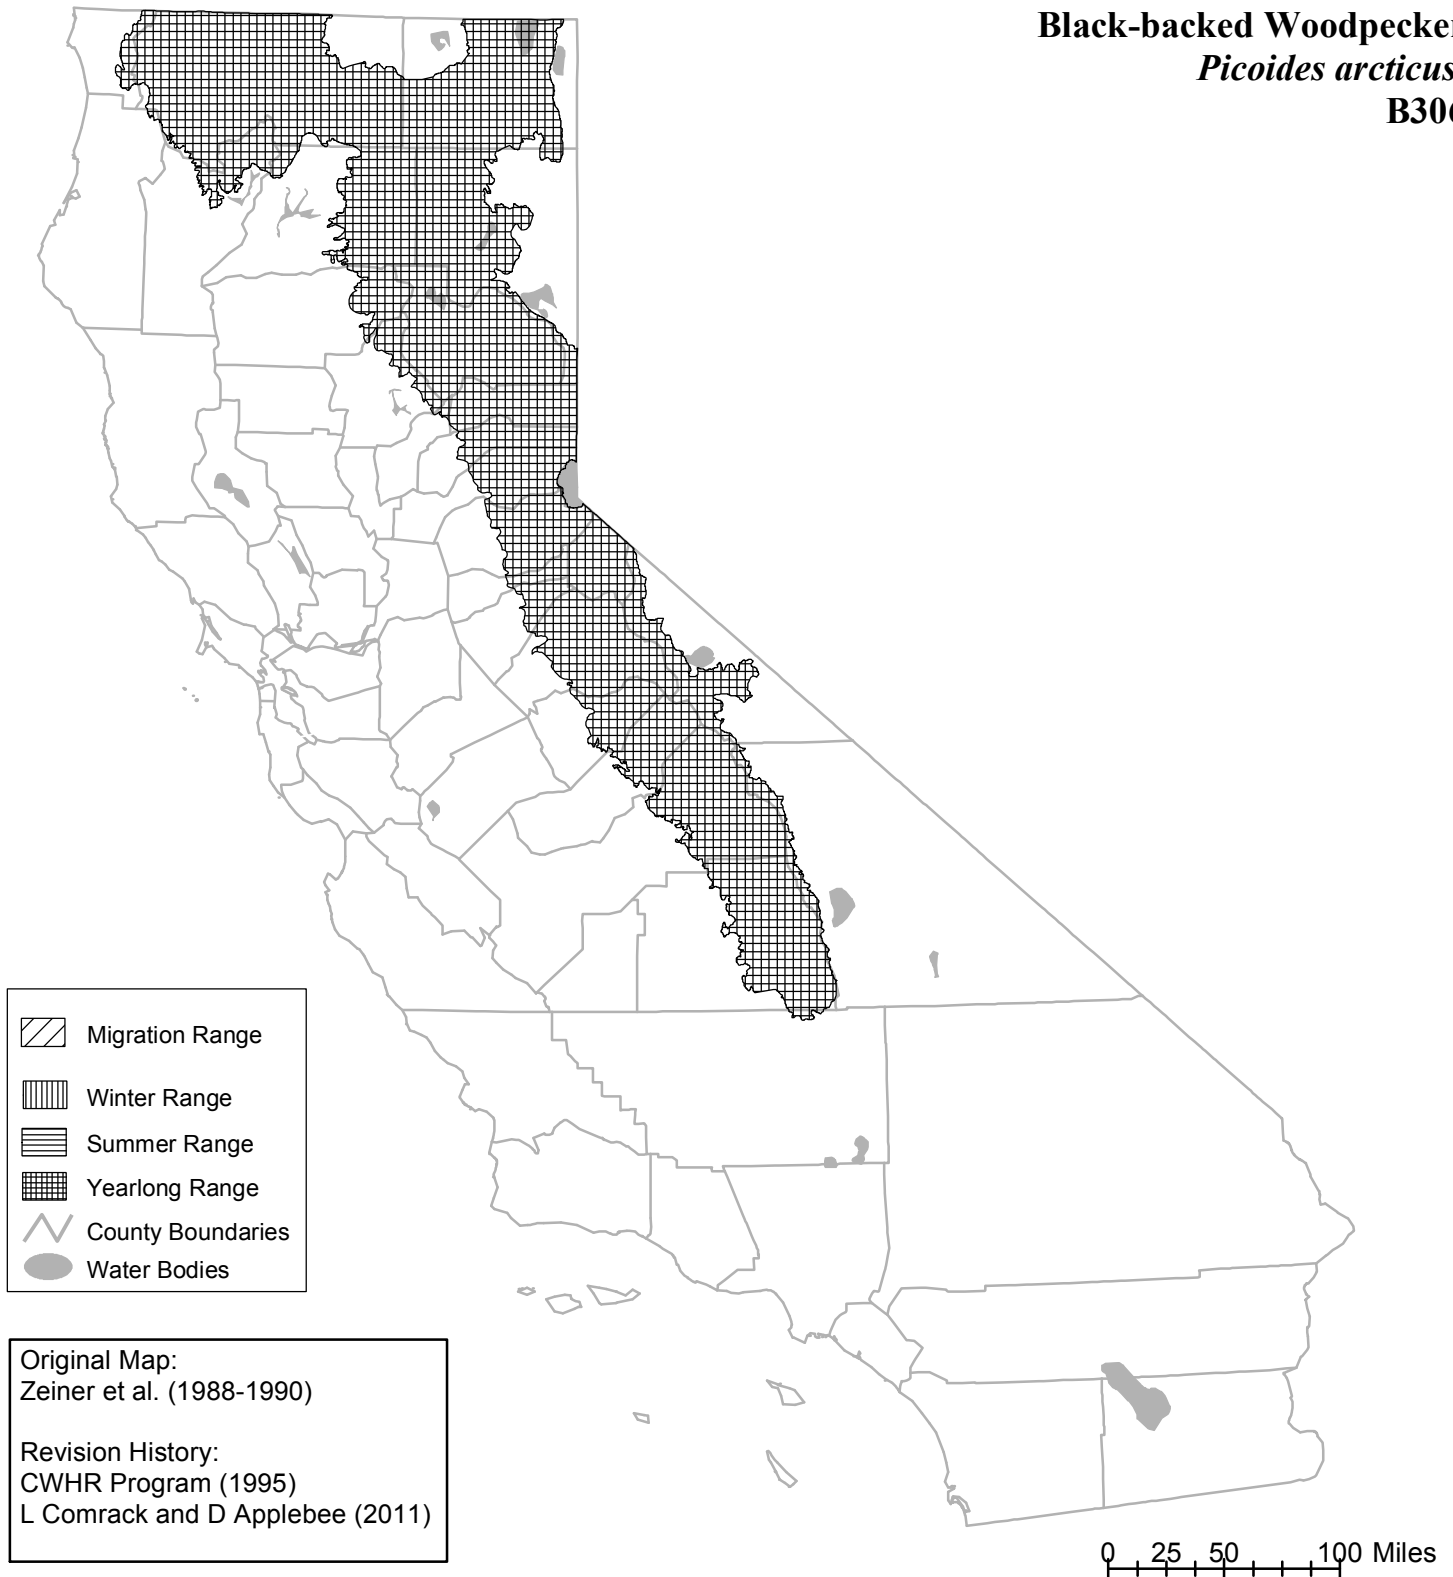 Black-backed Woodpecker
Picoides arcticus
B306
Migration Range
Winter Range
Summer Range
Yearlong Range
County Boundaries
Water Bodies
Original Map:
Zeiner et al. (1988-1990)
Revision History:
CWHR Program (1995)
L Comrack and D Applebee (2011)
0 25 50 100 Miles